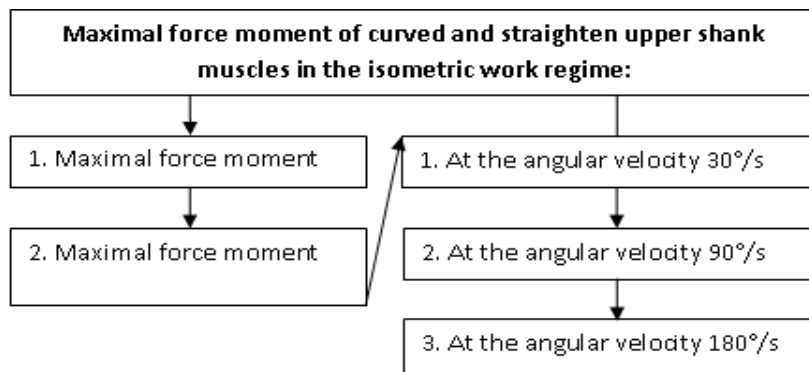 Maximal force moment of curved and straighten upper shank
muscles in the isometric work regime:
1. Maximal force moment
2. Maximal force moment
1. At the angular velocity 30°/s
2. At the angular velocity 90°/s
3. At the angular velocity 180°/s